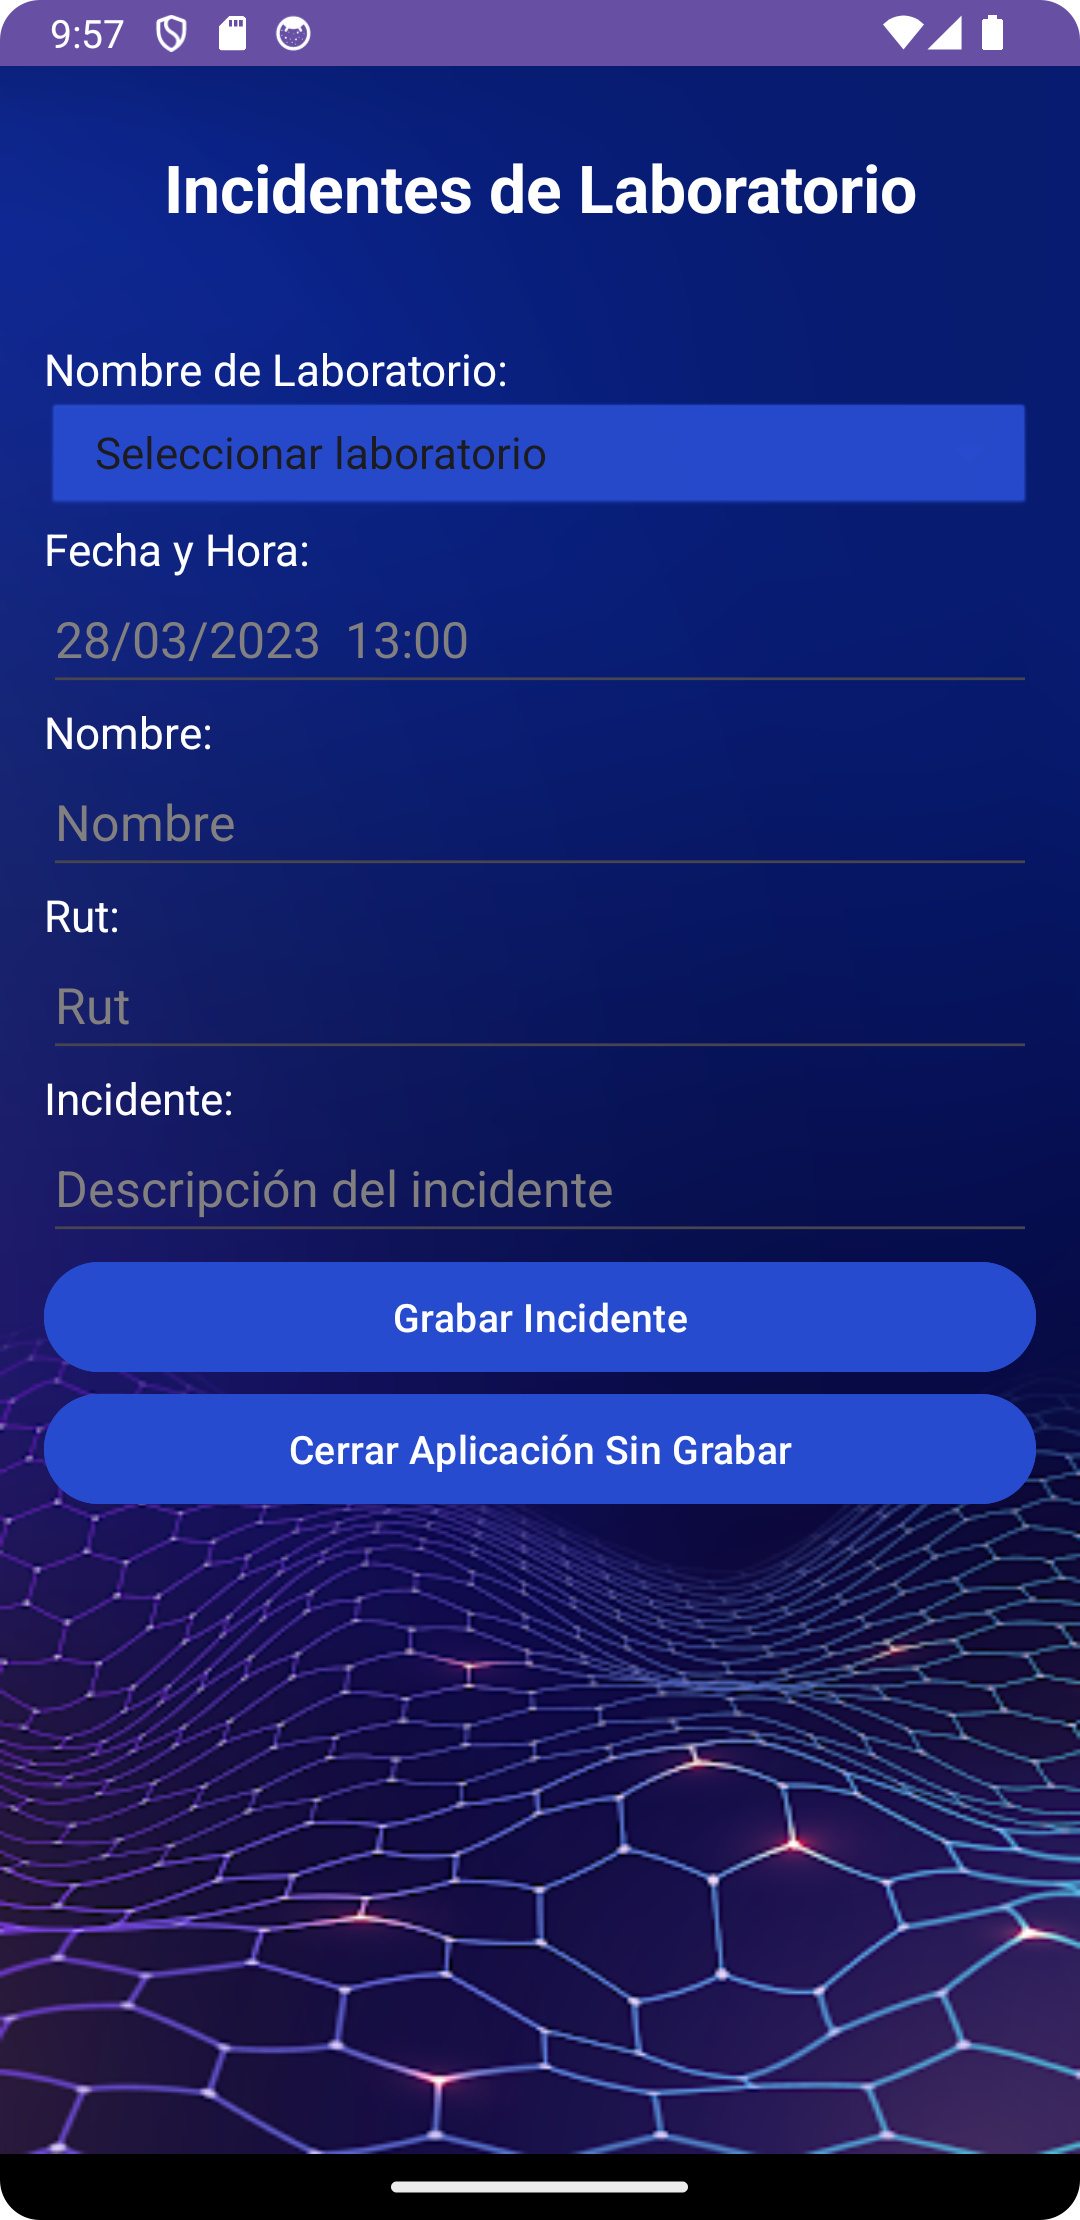 9:57
Incidentes de Laboratorio
Nombre de Laboratorio:
Seleccionar laboratorio
Fecha y Hora:
28/03/2023  13:00
Nombre:
Nombre
Rut:
Rut
Incidente:
Descripción del incidente
Grabar Incidente
Cerrar Aplicación Sin Grabar